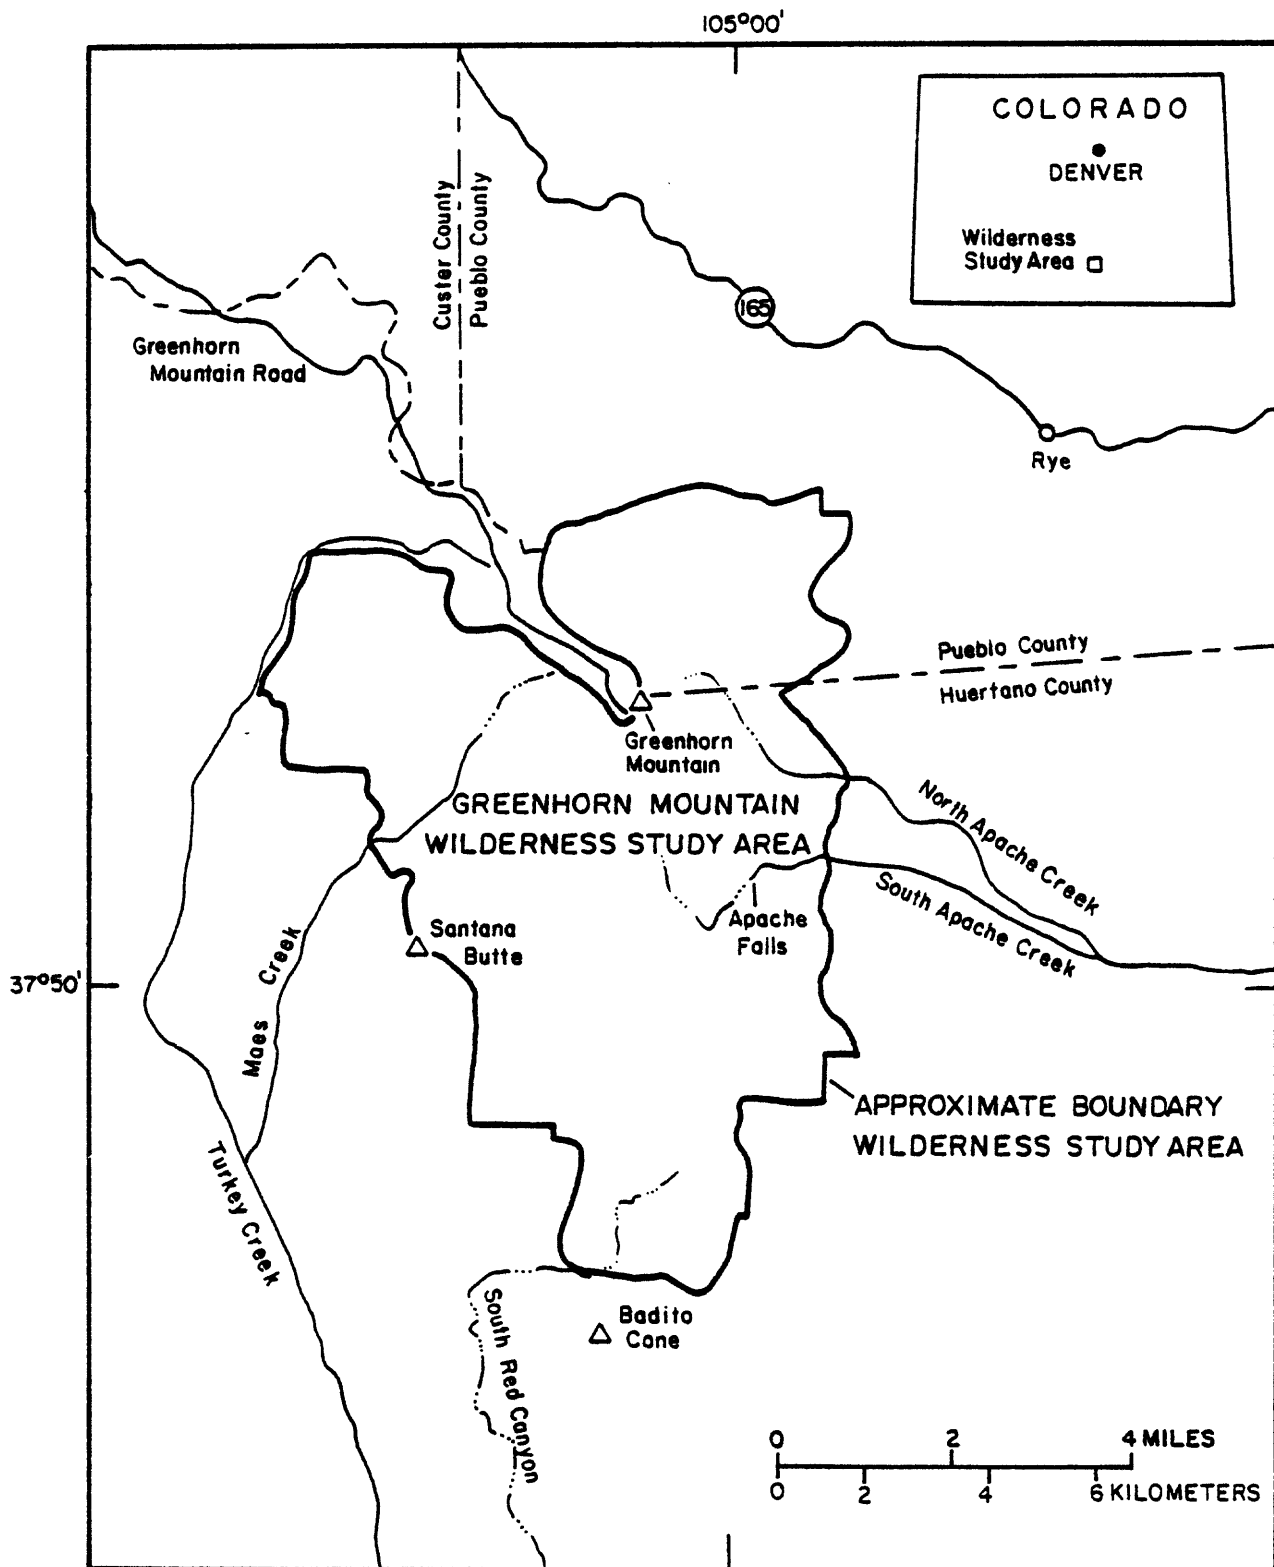 105°00'
COLORADO
DENVER
Wilderness
Study Area
Custer County
Pueblo County
165
Greenhorn
Mountain Road
Rye
Pueblo County
Huertano County
Greenhorn
Mountain
GREENHORN MOUNTAIN
WILDERNESS STUDY AREA
North Apache Creek
South Apache Creek
Apache
Falls
Santana
Butte
37°50'
Maes Creek
APPROXIMATE BOUNDARY
WILDERNESS STUDY AREA
Turkey Creek
South Red Canyon
Badito
Cone
0 2 4 MILES
0 2 4 6 KILOMETERS